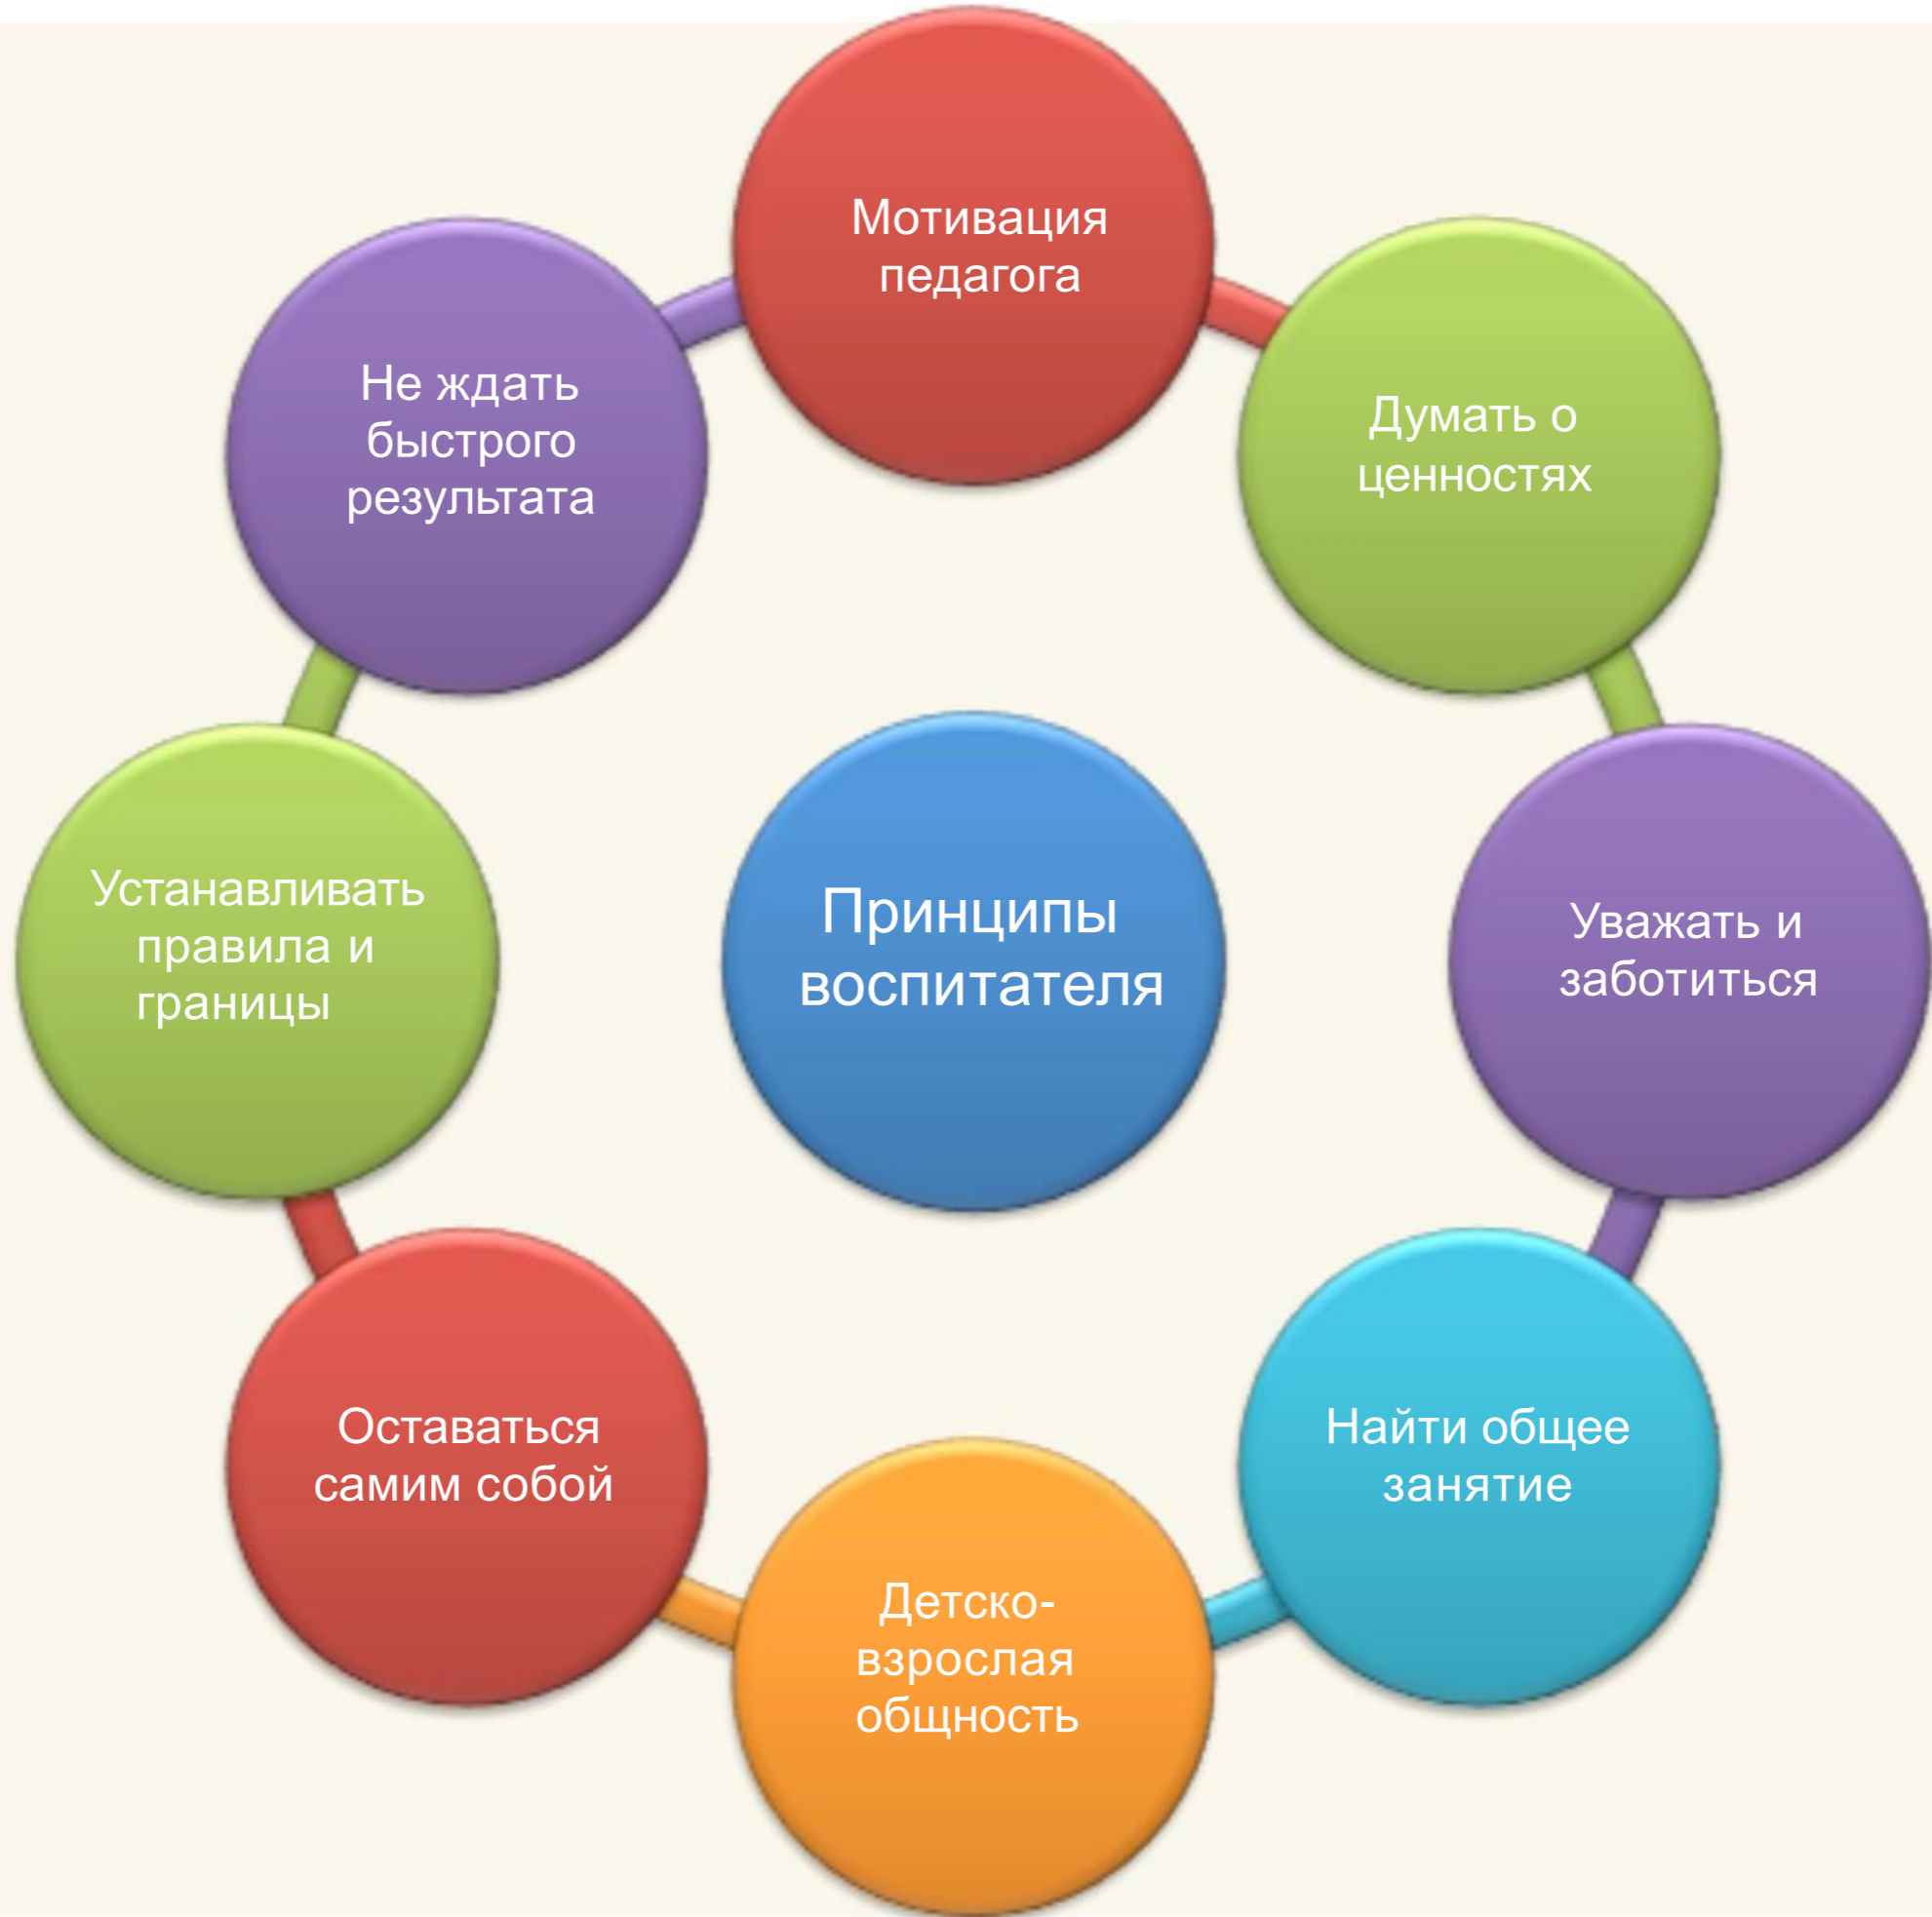 Мотивация
педагога
Думать о
ценностях
Уважать и
заботиться
Найти общее
занятие
Детско-
взрослая
общность
Оставаться
самим собой
Устанавливать
правила и
границы
Не ждать
быстрого
результата
Принципы
воспитателя